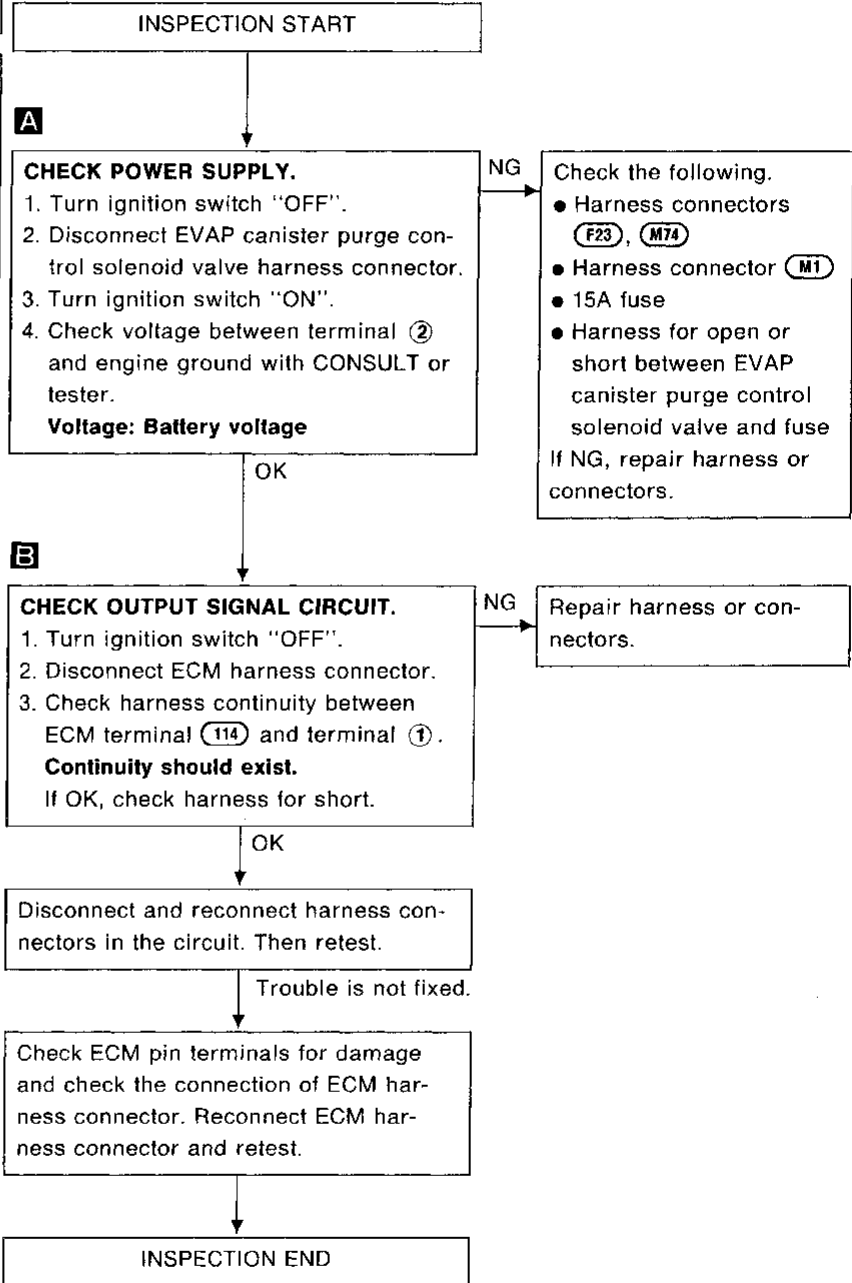 INSPECTION START
A
CHECK POWER SUPPLY.
1. Turn ignition switch "OFF".
2. Disconnect EVAP canister purge con-
trol solenoid valve harness connector.
3. Turn ignition switch "ON".
4. Check voltage between terminal ②
and engine ground with CONSULT or
tester.
Voltage: Battery voltage
NG
Check the following.
● Harness connectors
F23, M74
● Harness connector M1
● 15A fuse
● Harness for open or
short between EVAP
canister purge control
solenoid valve and fuse
If NG, repair harness or
connectors.
OK
B
CHECK OUTPUT SIGNAL CIRCUIT.
1. Turn ignition switch "OFF".
2. Disconnect ECM harness connector.
3. Check harness continuity between
ECM terminal 114 and terminal ①.
Continuity should exist.
If OK, check harness for short.
NG
Repair harness or con-
nectors.
OK
Disconnect and reconnect harness con-
nectors in the circuit. Then retest.
Trouble is not fixed.
Check ECM pin terminals for damage
and check the connection of ECM har-
ness connector. Reconnect ECM har-
ness connector and retest.
INSPECTION END